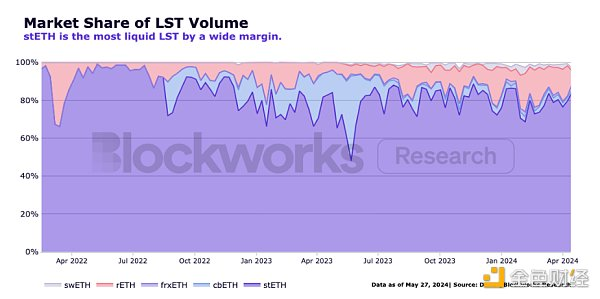 Market Share of LST Volume
stETH is the most liquid LST by a wide margin.
100%
80%
60%
40%
20%
0%
Blockworks Research
Apr 2022 Jul 2022 Oct 2022 Jan 2023 Apr 2023 Jul 2023 Oct 2023 Jan 2024 Apr 2024
swETH rETH frxETH cbETH stETH
Data as of May 27, 2024| Source:
金色财经